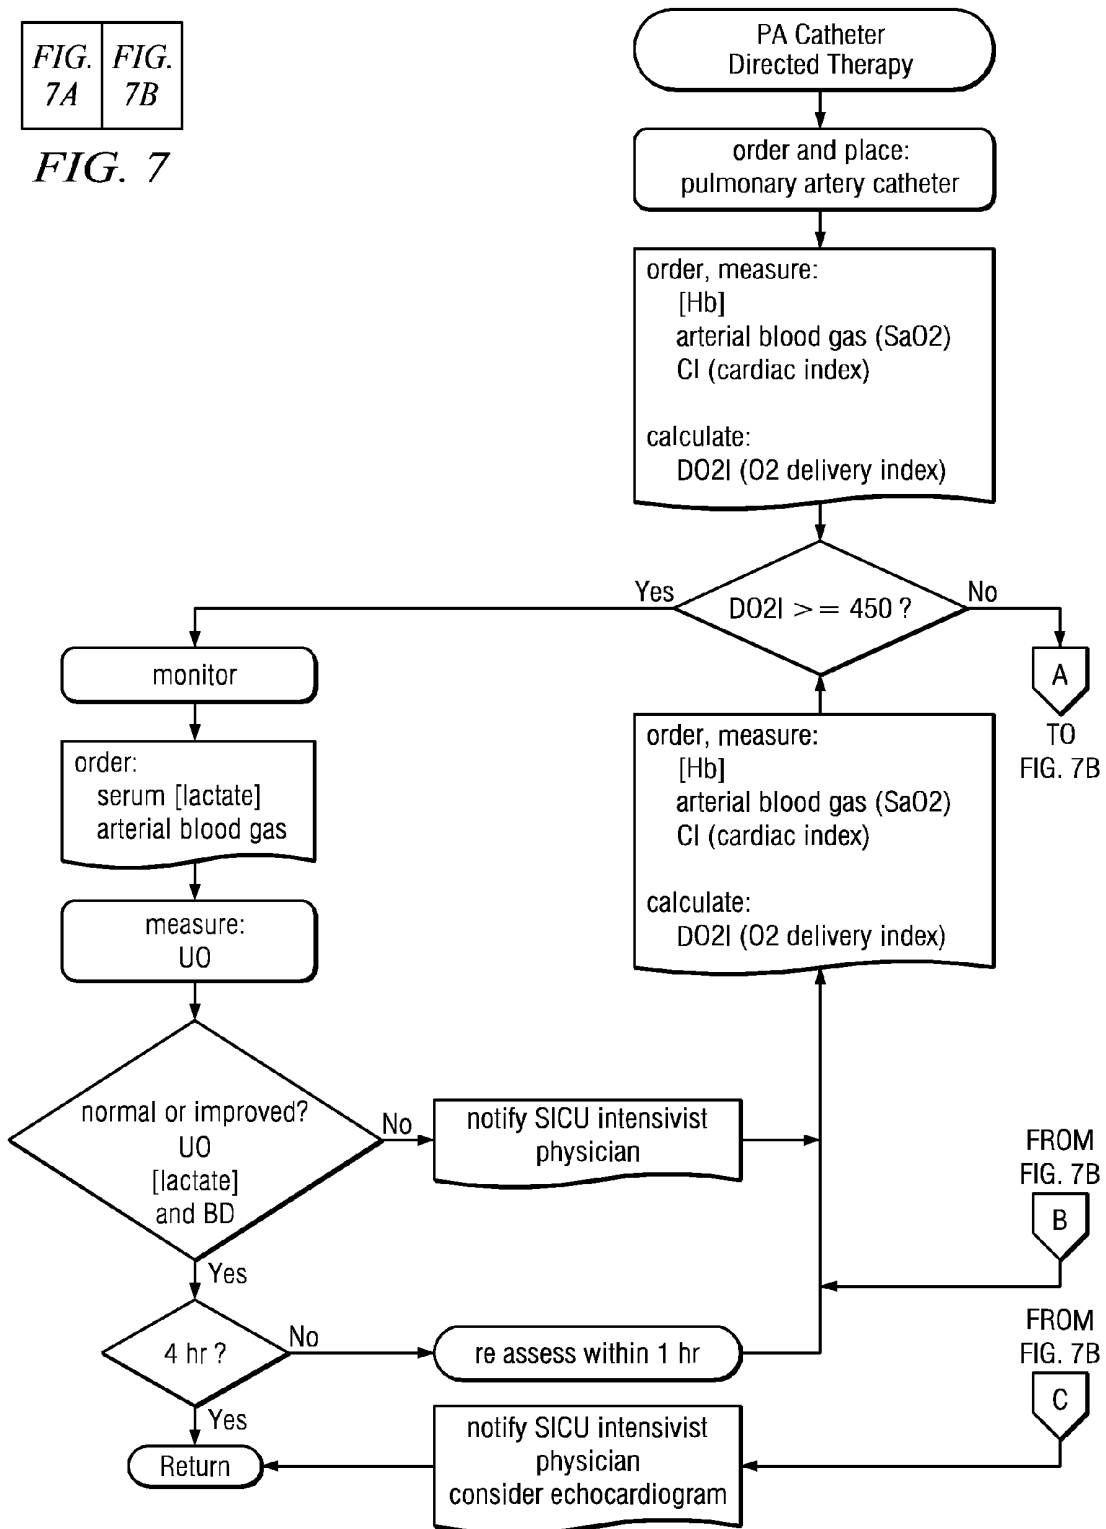 FIG. 7A
FIG. 7B
FIG. 7
PA Catheter
Directed Therapy
order and place:
pulmonary artery catheter
order, measure:
[Hb]
arterial blood gas (SaO2)
CI (cardiac index)
calculate:
DO2I (O2 delivery index)
Yes
DO2I >= 450 ?
No
A
TO
FIG. 7B
monitor
order:
serum [lactate]
arterial blood gas
measure:
UO
order, measure:
[Hb]
arterial blood gas (SaO2)
CI (cardiac index)
calculate:
DO2I (O2 delivery index)
normal or improved?
UO
[lactate]
and BD
No
notify SICU intensivist
physician
FROM
FIG. 7B
B
Yes
4 hr ?
No
re assess within 1 hr
FROM
FIG. 7B
C
Yes
Return
notify SICU intensivist
physician
consider echocardiogram